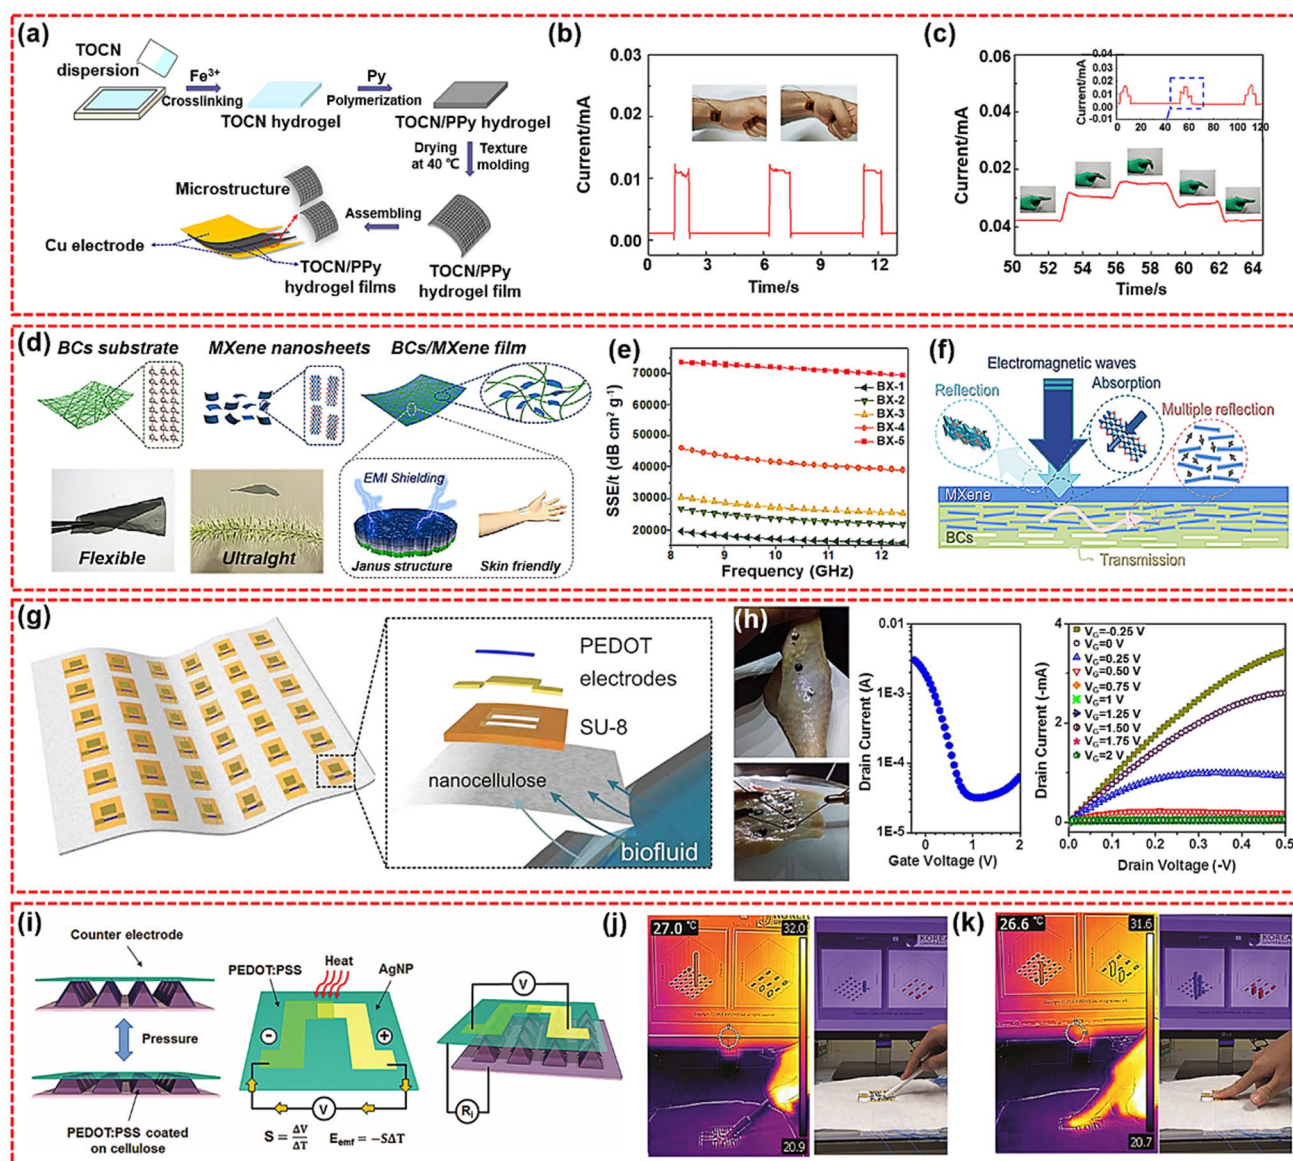 (a)
TOCN
dispersion
Fe³⁺
Crosslinking
TOCN hydrogel
Py
Polymerization
TOCN/PPy hydrogel
Drying
at 40 ℃
Texture
molding
Microstructure
Assembling
Cu electrode
TOCN/PPy
hydrogel films
TOCN/PPy
hydrogel film
(b)
Current/mA
0.03
0.02
0.01
0.00
0 3 6 9 12
Time/s
(c)
Current/mA
0.06
0.04
0.02
0.04
50 52 54 56 58 60 62 64
Time/s
Current/mA
0.04
0.02
0.01
0.00
-0.01
0 20 40 60 80 100 120
(d)
BCs substrate
MXene nanosheets
BCs/MXene film
Flexible
Ultralght
EMI Shielding
Janus structure
Skin friendly
(e)
SSE/t (dB cm² g⁻¹)
70000
60000
50000
40000
30000
20000
8 9 10 11 12
Frequency (GHz)
BX-1
BX-2
BX-3
BX-4
BX-5
(f)
Electromagnetic waves
Reflection
Absorption
Multiple reflection
MXene
BCs
Transmission
(g)
PEDOT
electrodes
SU-8
nanocellulose
biofluid
(h)
Drain Current (A)
1E-3
1E-4
1E-5
0 1 2
Gate Voltage (V)
Drain Current (-mA)
4
2
0
V_G=-0.25 V
V_G=0 V
V_G=0.25 V
V_G=0.50 V
V_G=0.75 V
V_G=1 V
V_G=1.25 V
V_G=1.50 V
V_G=1.75 V
V_G=2 V
0.0 0.1 0.2 0.3 0.4 0.5
Drain Voltage (-V)
(i)
Counter electrode
Pressure
PEDOT:PSS coated
on cellulose
PEDOT:PSS
Heat
AgNP
-
+
V
S = ΔV/ΔT
E_emf = −SΔT
V
R_i
(j)
27.0 °C
32.0
20.9
(k)
26.6 °C
31.6
20.7
KOREA
UNIVERSITY